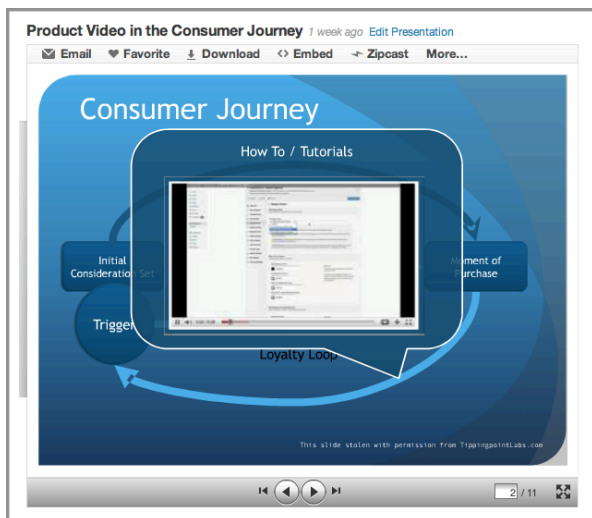 Product Video in the Consumer Journey 1 week ago Edit Presentation
Email Favorite Download Embed Zipcast More...
Consumer Journey
How To / Tutorials
Initial
Consideration Set
Moment of
Purchase
Trigger
Loyalty Loop
This slide stolen with permission from TippingpointLabs.com
2 / 11